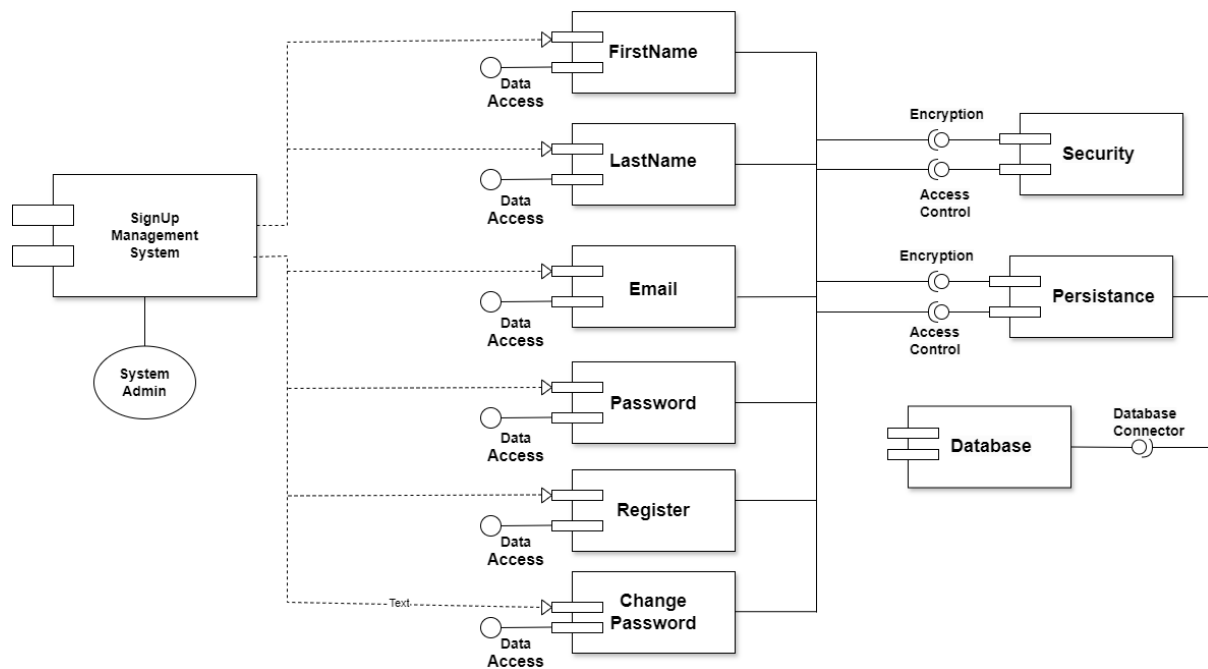 SignUp
Management
System
System
Admin
FirstName
Data
Access
LastName
Data
Access
Email
Data
Access
Password
Data
Access
Register
Data
Access
Text
Change
Password
Data
Access
Encryption
Security
Access
Control
Encryption
Persistance
Access
Control
Database
Database
Connector